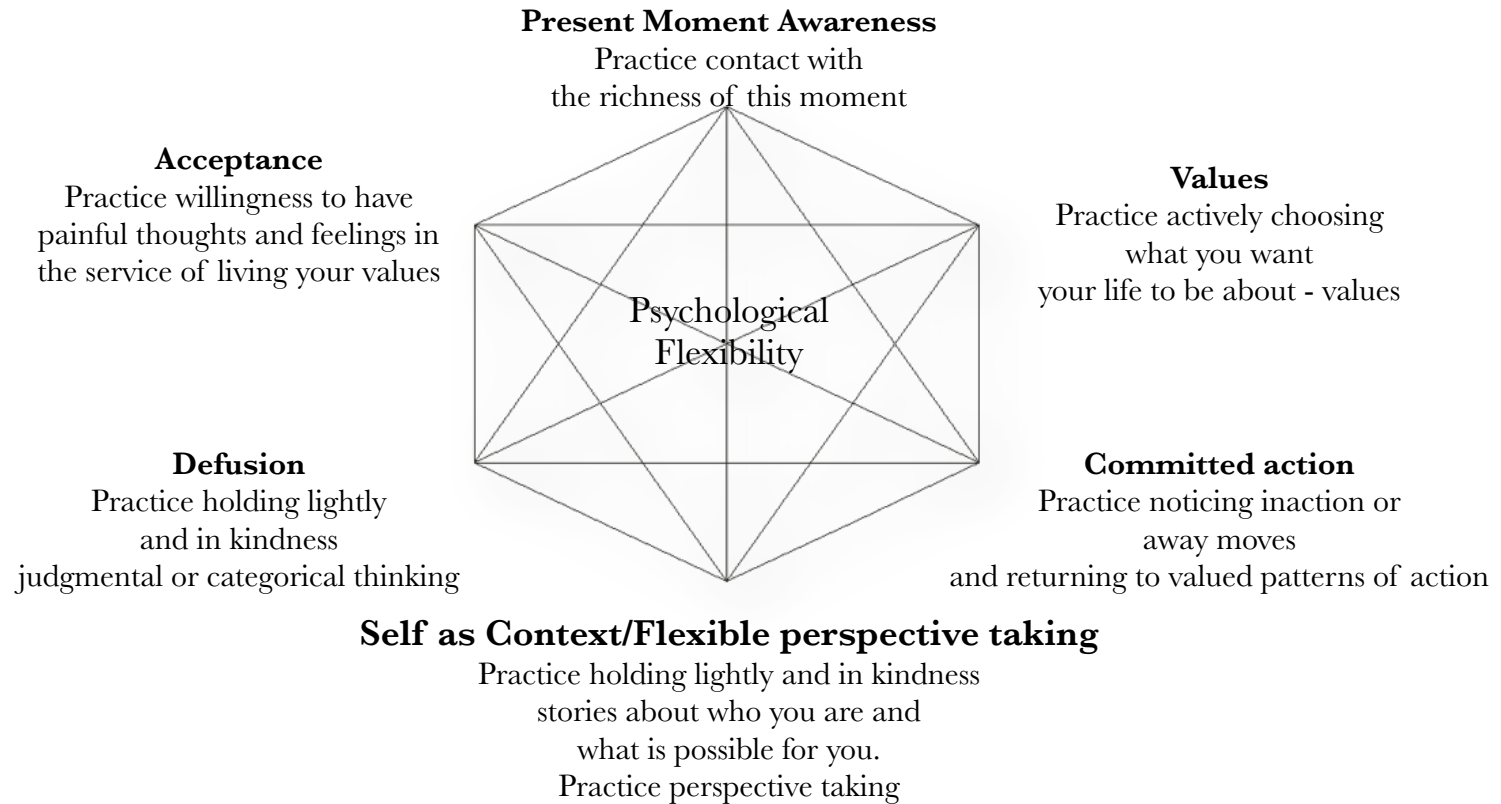 Present Moment Awareness
Practice contact with
the richness of this moment
Acceptance
Practice willingness to have
painful thoughts and feelings in
the service of living your values
Values
Practice actively choosing
what you want
your life to be about - values
Psychological
Flexibility
Defusion
Practice holding lightly
and in kindness
judgmental or categorical thinking
Committed action
Practice noticing inaction or
away moves
and returning to valued patterns of action
Self as Context/Flexible perspective taking
Practice holding lightly and in kindness
stories about who you are and
what is possible for you.
Practice perspective taking